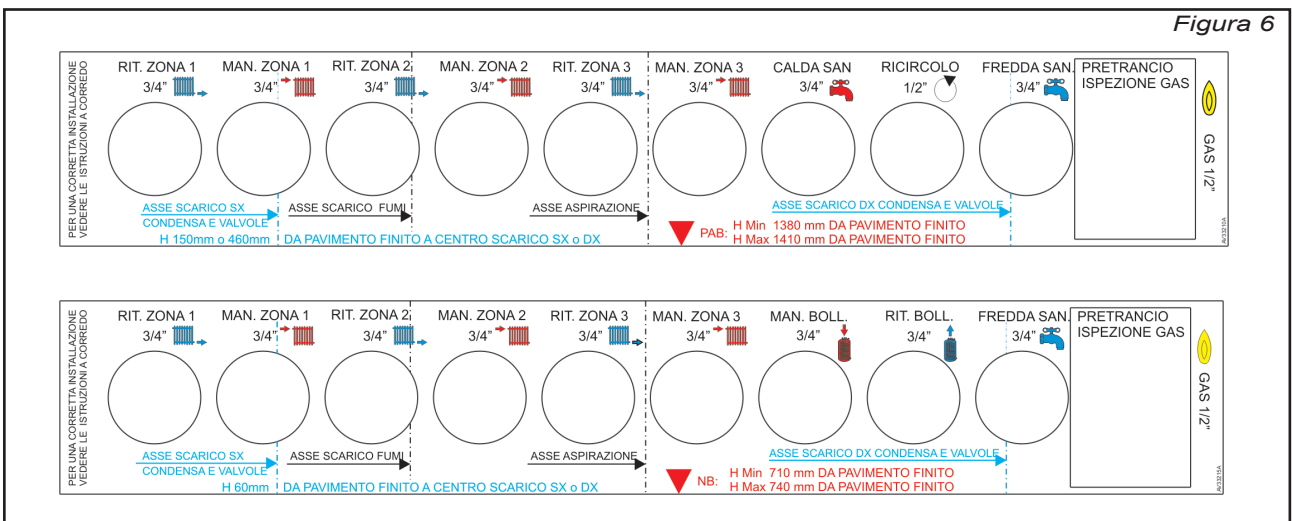 Figura 6
PER UNA CORRETTA INSTALLAZIONE
VEDERE LE ISTRUZIONI A CORREDO
RIT. ZONA 1
3/4"
MAN. ZONA 1
3/4"
RIT. ZONA 2
3/4"
MAN. ZONA 2
3/4"
RIT. ZONA 3
3/4"
MAN. ZONA 3
3/4"
CALDA SAN
3/4"
RICIRCOLO
1/2"
FREDDA SAN.
3/4"
PRETRANCIO
ISPEZIONE GAS
GAS 1/2"
ASSE SCARICO SX
CONDENSA E VALVOLE
ASSE SCARICO FUMI
ASSE ASPIRAZIONE
ASSE SCARICO DX CONDENSA E VALVOLE
H 150mm o 460mm DA PAVIMENTO FINITO A CENTRO SCARICO SX o DX
PAB: H Min 1380 mm DA PAVIMENTO FINITO
H Max 1410 mm DA PAVIMENTO FINITO
AV33210A
PER UNA CORRETTA INSTALLAZIONE
VEDERE LE ISTRUZIONI A CORREDO
RIT. ZONA 1
3/4"
MAN. ZONA 1
3/4"
RIT. ZONA 2
3/4"
MAN. ZONA 2
3/4"
RIT. ZONA 3
3/4"
MAN. ZONA 3
3/4"
MAN. BOLL.
3/4"
RIT. BOLL.
3/4"
FREDDA SAN.
3/4"
PRETRANCIO
ISPEZIONE GAS
GAS 1/2"
ASSE SCARICO SX
CONDENSA E VALVOLE
ASSE SCARICO FUMI
ASSE ASPIRAZIONE
ASSE SCARICO DX CONDENSA E VALVOLE
H 60mm DA PAVIMENTO FINITO A CENTRO SCARICO SX o DX
NB: H Min 710 mm DA PAVIMENTO FINITO
H Max 740 mm DA PAVIMENTO FINITO
AV33215A